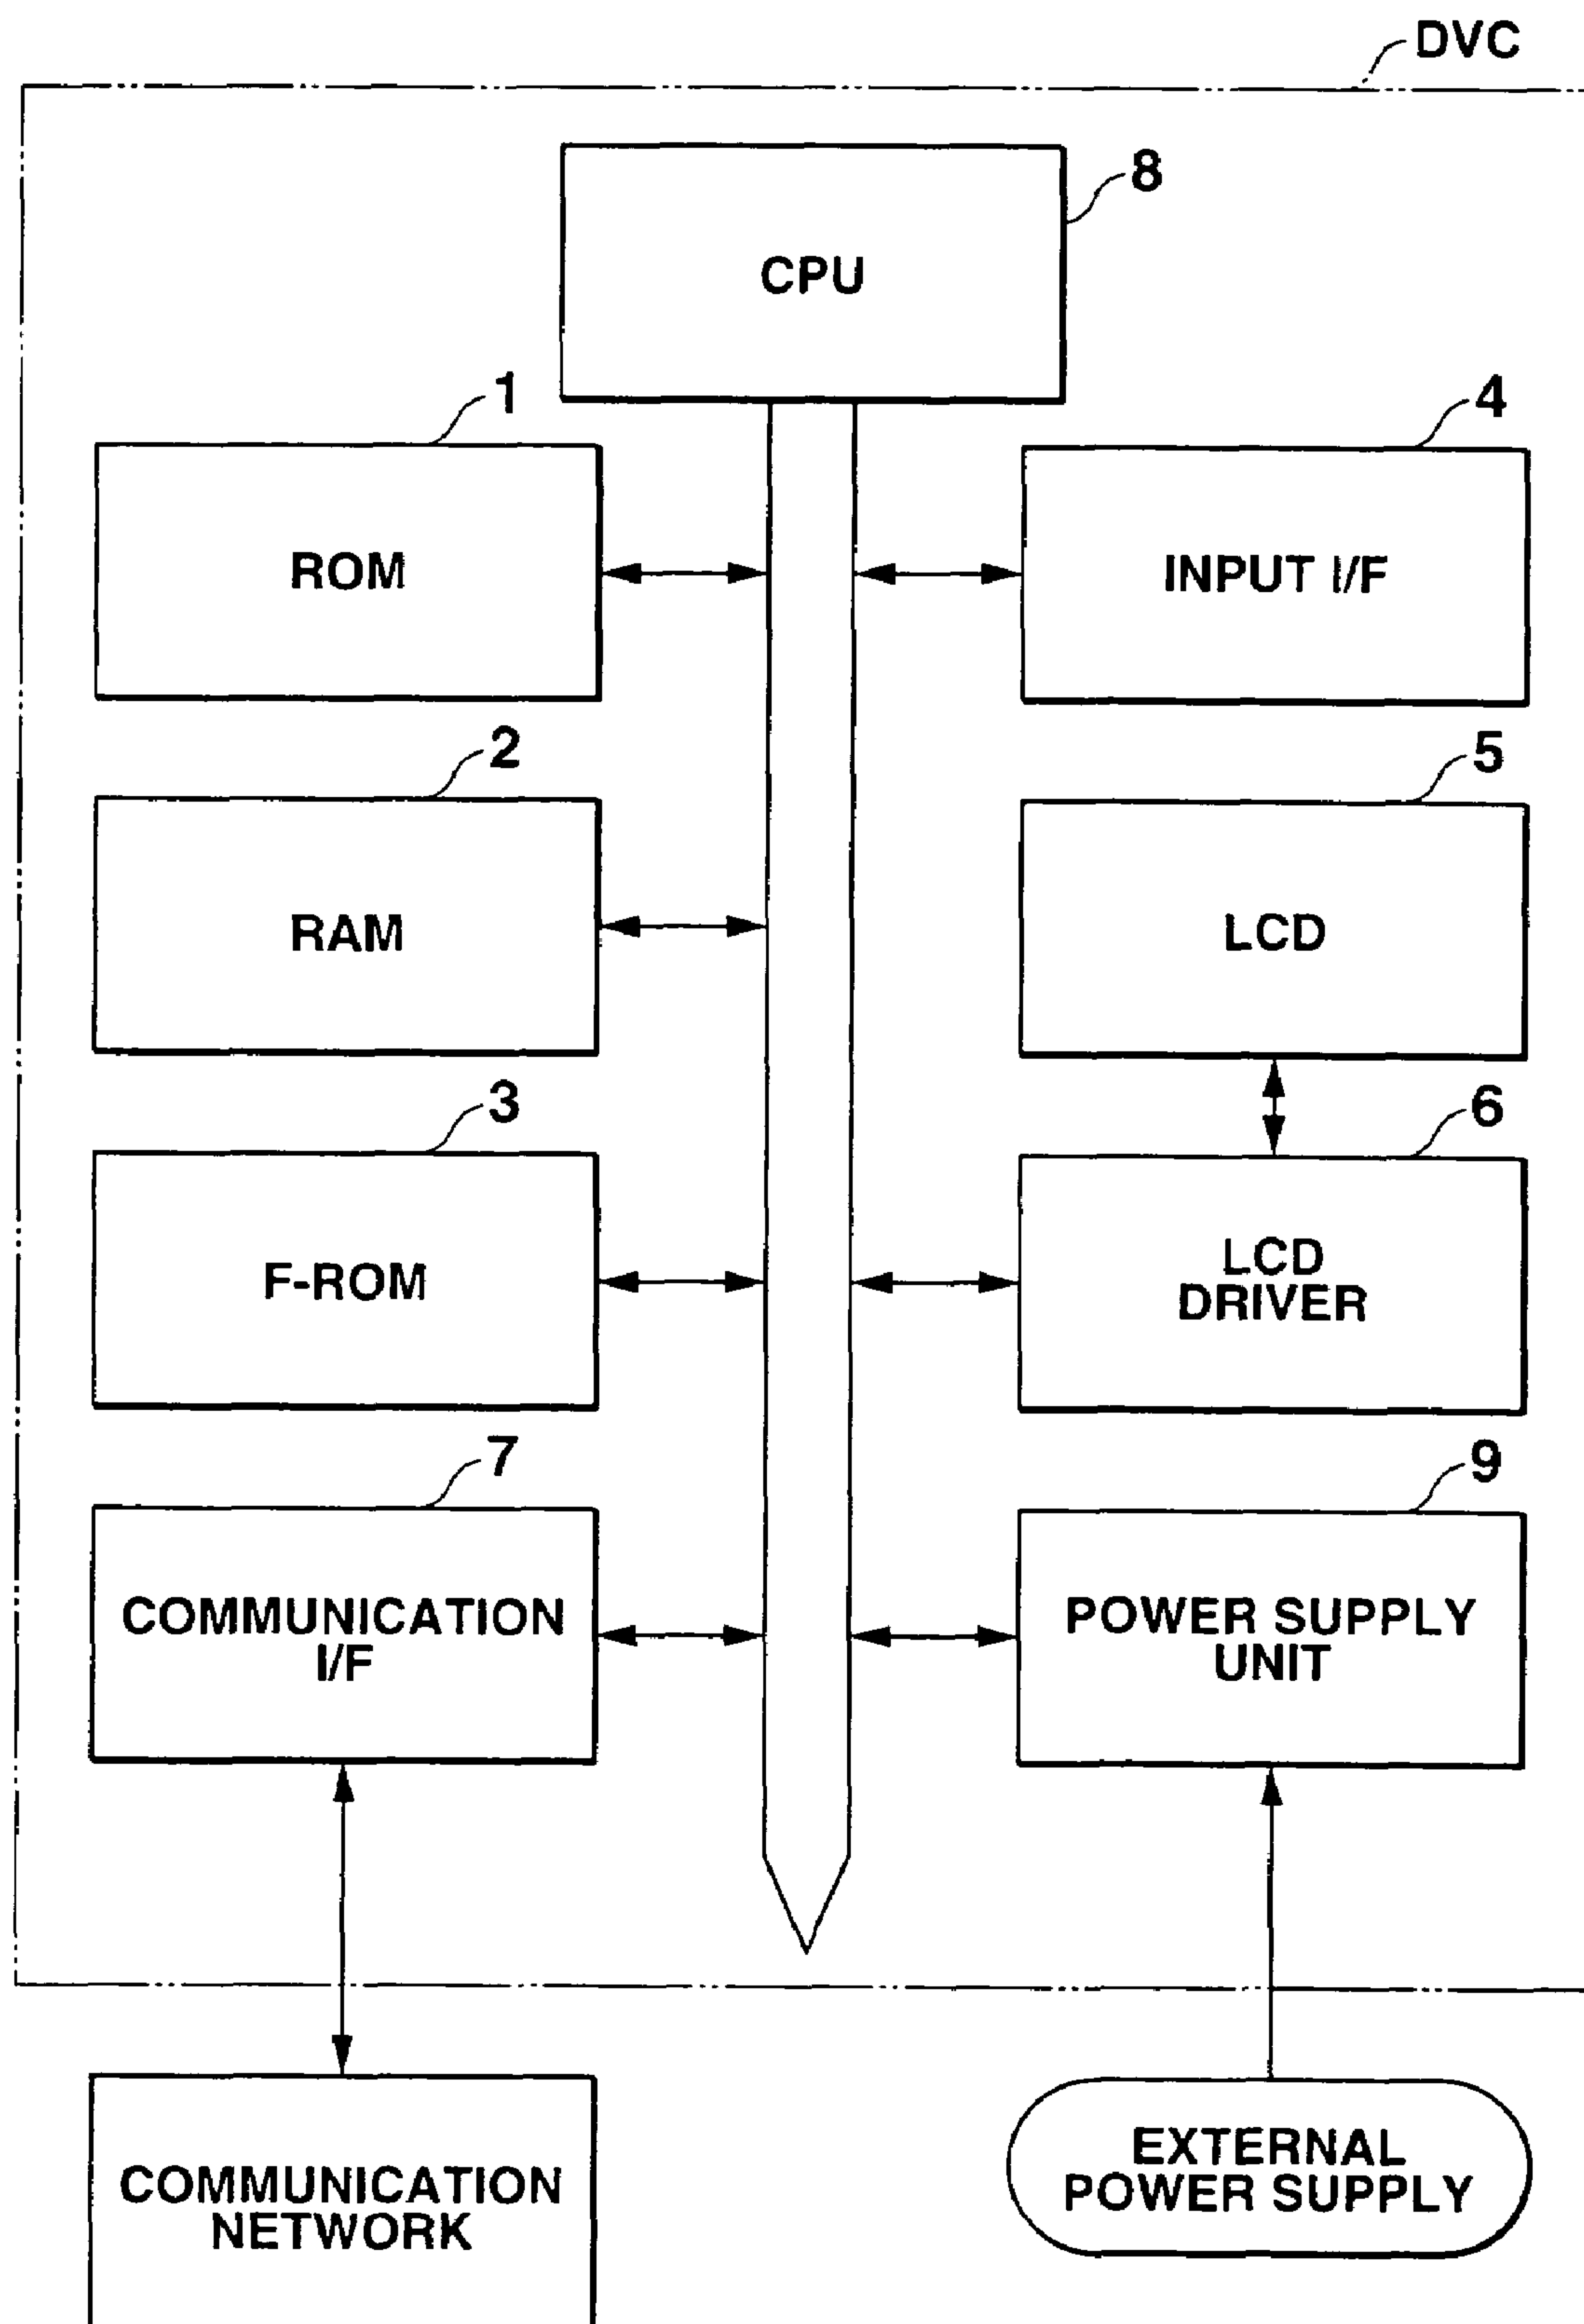 DVC
8
CPU
1
4
ROM
INPUT I/F
2
5
RAM
LCD
3
6
F-ROM
LCD
DRIVER
7
9
COMMUNICATION
I/F
POWER SUPPLY
UNIT
COMMUNICATION
NETWORK
EXTERNAL
POWER SUPPLY